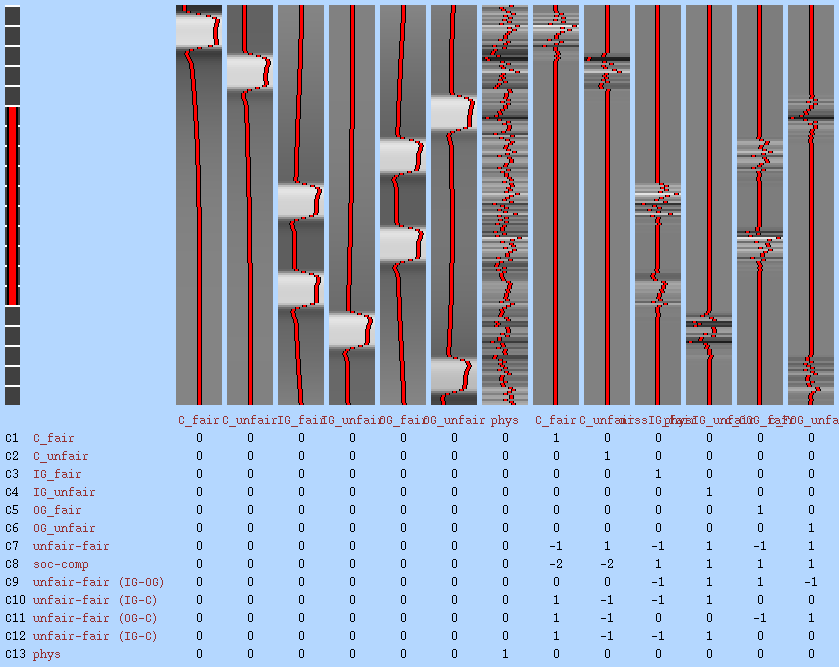 C_fair C_unfair IG_fair IG_unfair OG_fair OG_unfair phys C_fair
C1 C_fair 0 0 0 0 0 0 0 1 0 0 0 0 0
C2 C_unfair 0 0 0 0 0 0 0 0 1 0 0 0 0
C3 IG_fair 0 0 0 0 0 0 0 0 0 1 0 0 0
C4 IG_unfair 0 0 0 0 0 0 0 0 0 0 1 0 0
C5 OG_fair 0 0 0 0 0 0 0 0 0 0 0 1 0
C6 OG_unfair 0 0 0 0 0 0 0 0 0 0 0 0 1
C7 unfair-fair 0 0 0 0 0 0 0 -1 1 -1 1 -1 1
C8 soc-comp 0 0 0 0 0 0 0 -2 -2 1 1 1 1
C9 unfair-fair (IG-OG) 0 0 0 0 0 0 0 0 0 -1 1 1 -1
C10 unfair-fair (IG-C) 0 0 0 0 0 0 0 1 -1 -1 1 0 0
C11 unfair-fair (OG-C) 0 0 0 0 0 0 0 1 -1 0 0 -1 1
C12 unfair-fair (IG-C) 0 0 0 0 0 0 0 1 -1 -1 1 0 0
C13 phys 0 0 0 0 0 0 1 0 0 0 0 0 0